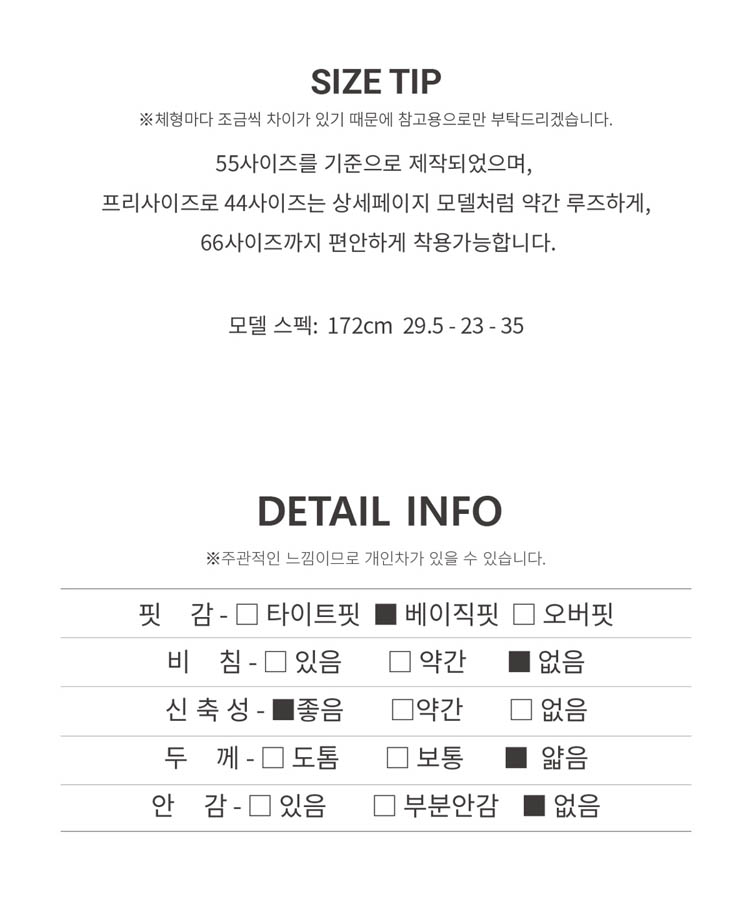 SIZE TIP
※체형마다 조금씩 차이가 있기 때문에 참고용으로만 부탁드리겠습니다.
55사이즈를 기준으로 제작되었으며,
프리사이즈로 44사이즈는 상세페이지 모델처럼 약간 루즈하게,
66사이즈까지 편안하게 착용가능합니다.
모델 스펙: 172cm 29.5 - 23 - 35
DETAIL INFO
※주관적인 느낌이므로 개인차가 있을 수 있습니다.
핏 감 - □ 타이트핏 ■ 베이직핏 □ 오버핏
비 침 - □ 있음 □ 약간 ■ 없음
신 축 성 - ■좋음 □약간 □ 없음
두 께 - □ 도톰 □ 보통 ■ 얇음
안 감 - □ 있음 □ 부분안감 ■ 없음